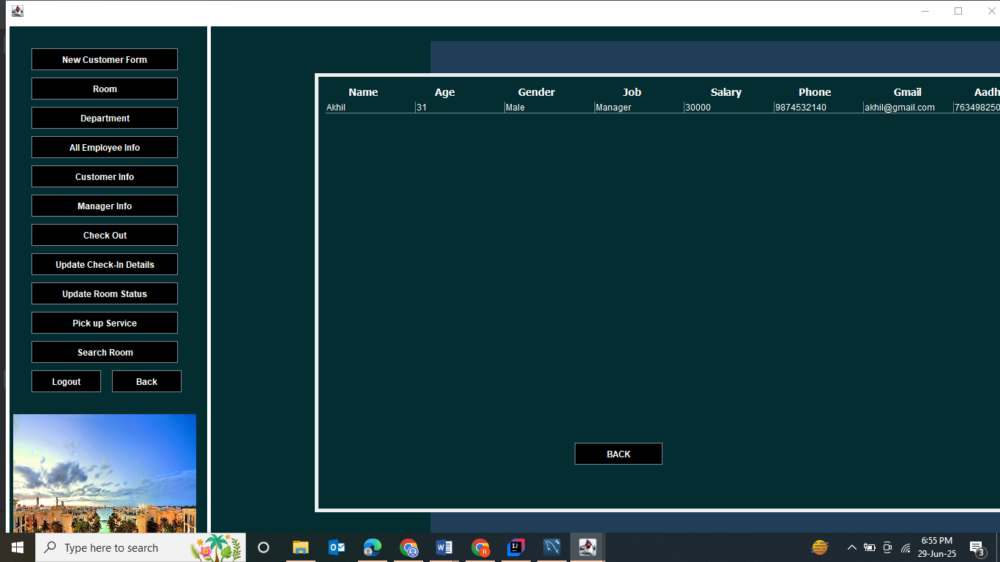 New Customer Form
Room
Department
All Employee Info
Customer Info
Manager Info
Check Out
Update Check-In Details
Update Room Status
Pick up Service
Search Room
Logout Back
Name Age Gender Job Salary Phone Gmail Aadh
Akhil 31 Male Manager 30000 9874532140 akhil@gmail.com 763498250
BACK
Type here to search
6:55 PM
29-Jun-25
3